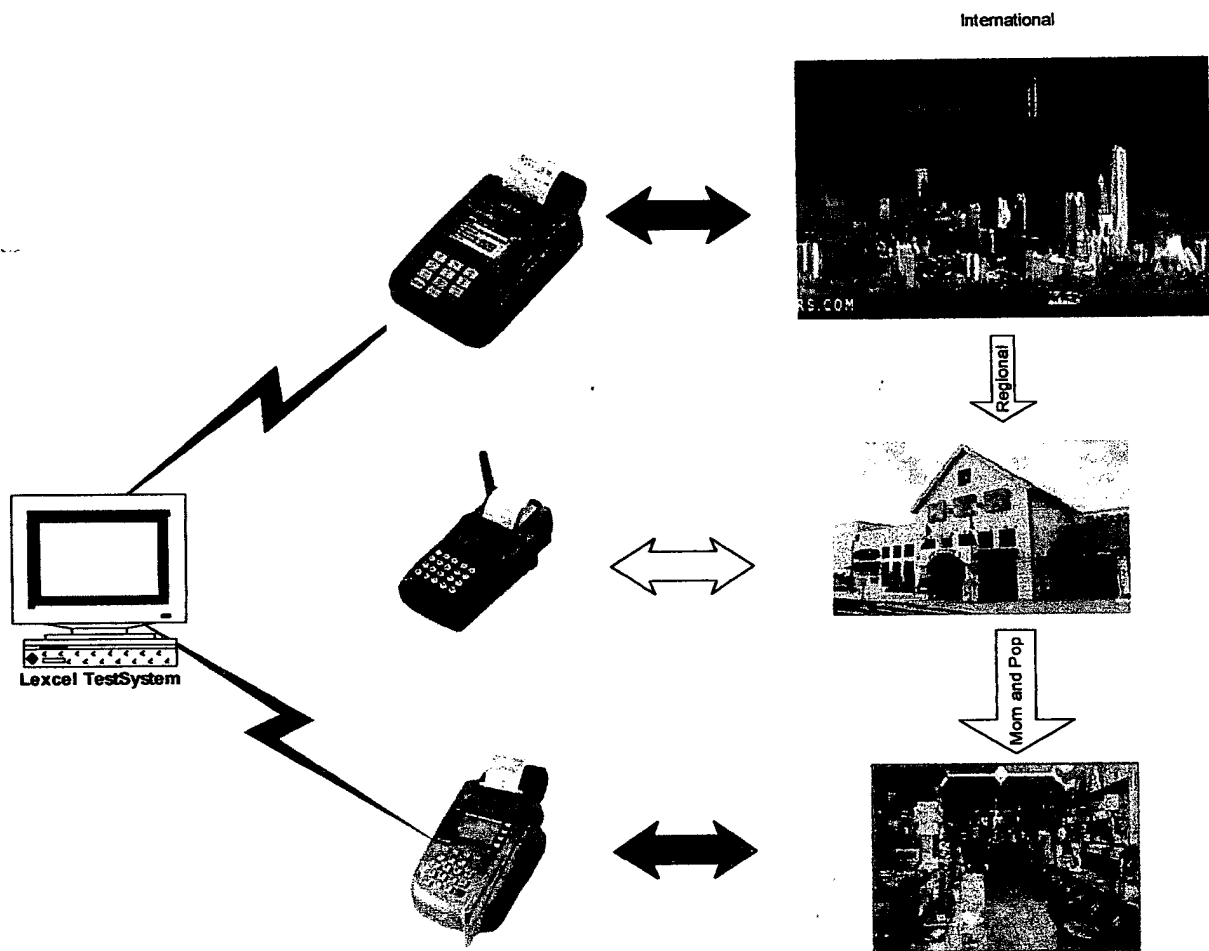 International
RS.COM
Regional
Mom and Pop
Lexcel TestSystem